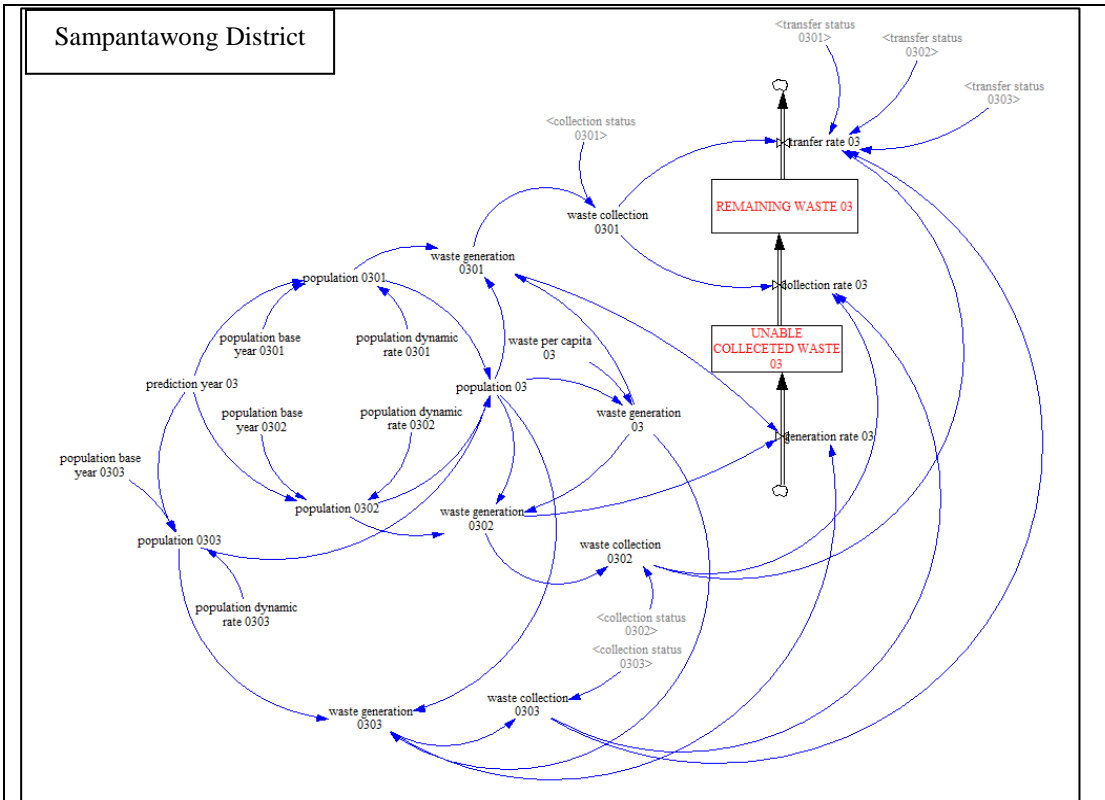 Sampantawong District
<transfer status
0301>
<transfer status
0302>
<transfer status
0303>
<collection status
0301>
tranfer rate 03
REMAINING WASTE 03
waste collection
0301
waste generation
0301
population 0301
collection rate 03
population base
year 0301
population dynamic
rate 0301
waste per capita
03
UNABLE
COLLECETED WASTE
03
prediction year 03
population 03
population base
year 0302
population dynamic
rate 0302
waste generation
03
generation rate 03
population base
year 0303
population 0302
waste generation
0302
population 0303
waste collection
0302
population dynamic
rate 0303
<collection status
0302>
<collection status
0303>
waste generation
0303
waste collection
0303